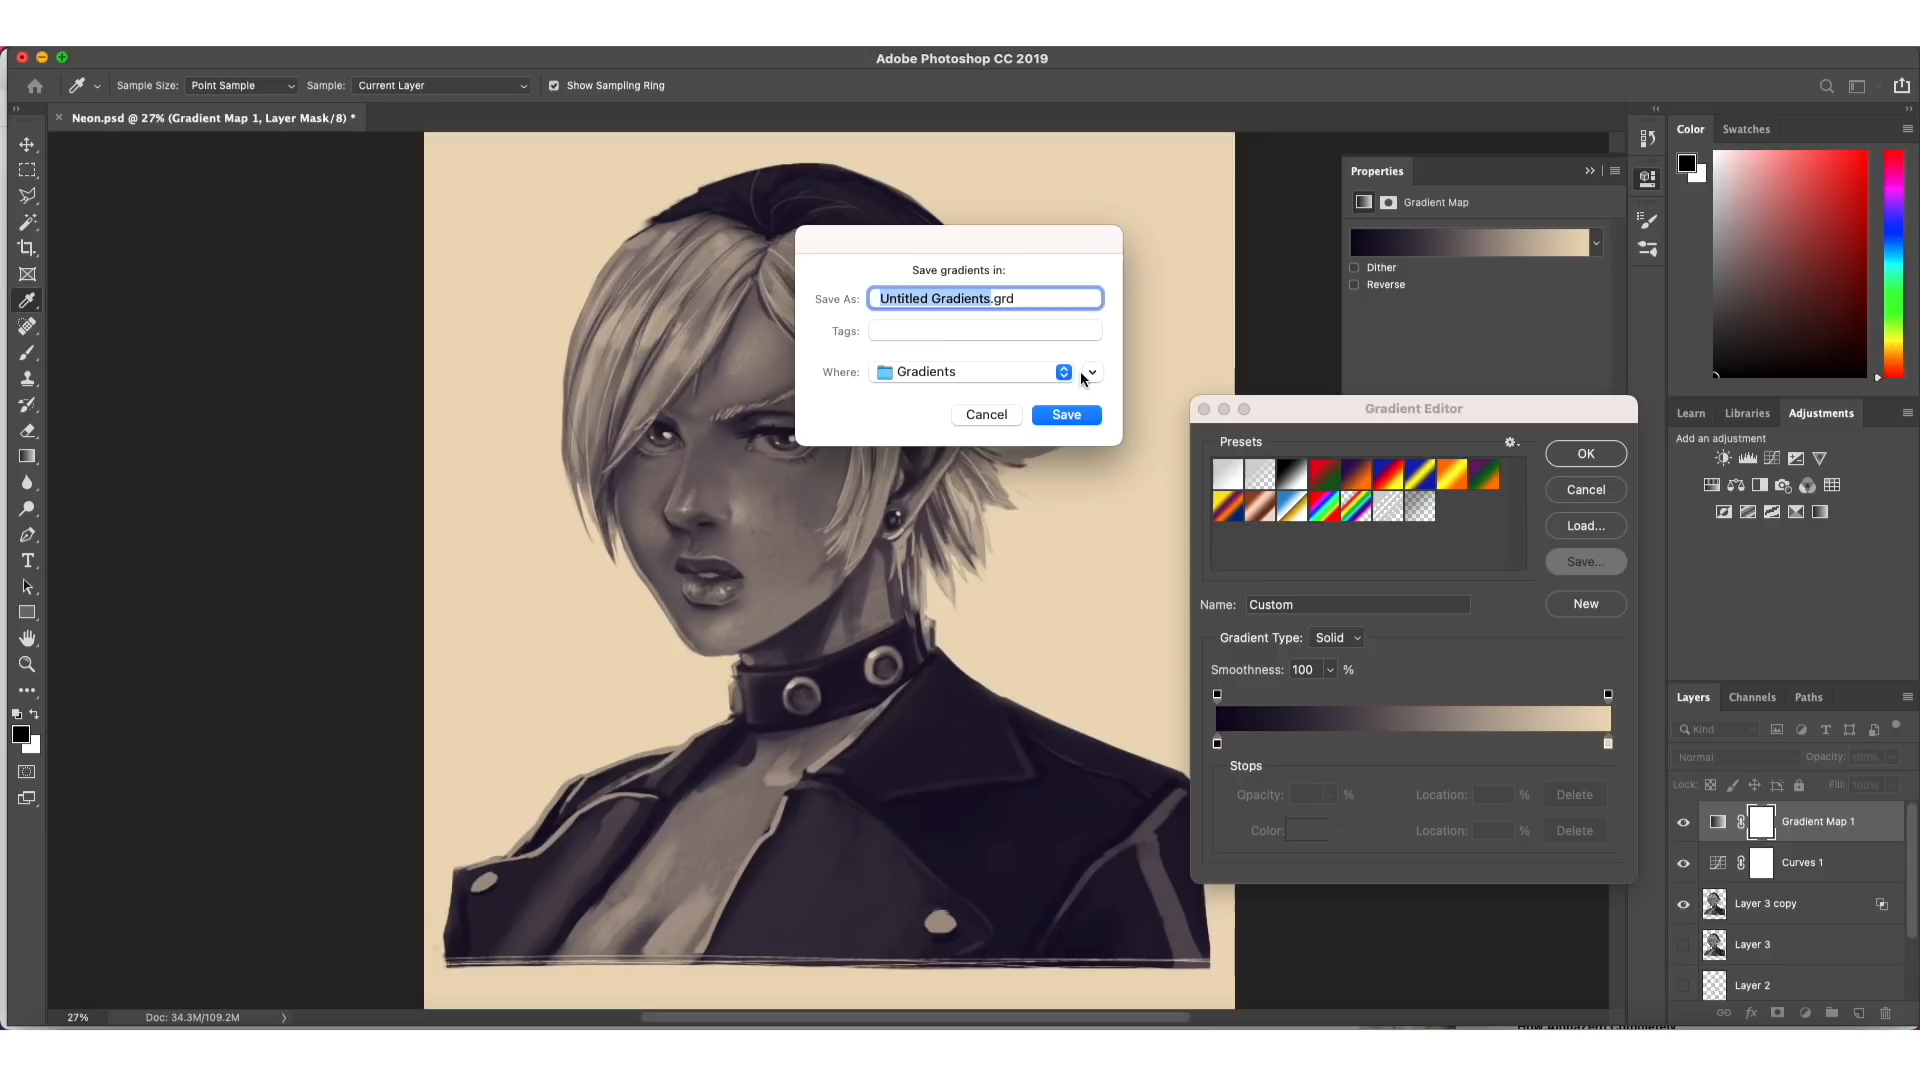 Adobe Photoshop CC 2019
Sample Size: Point Sample Sample: Current Layer Show Sampling Ring
Neon.psd @ 27% (Gradient Map 1, Layer Mask/8) *
Color Swatches
Properties
Gradient Map
Dither
Reverse
Save gradients in:
Save As: Untitled Gradients.grd
Tags:
Where: Gradients
Cancel Save
Gradient Editor
Presets
OK
Cancel
Load...
Save...
Name: Custom
New
Gradient Type: Solid
Smoothness: 100 %
Stops
Opacity: % Location: % Delete
Color: Location: % Delete
Learn Libraries Adjustments
Add an adjustment
Layers Channels Paths
Kind
Normal Opacity: 100%
Lock: Fill: 100%
Gradient Map 1
Curves 1
Layer 3 copy
Layer 3
Layer 2
27% Doc: 34.3M/109.2M